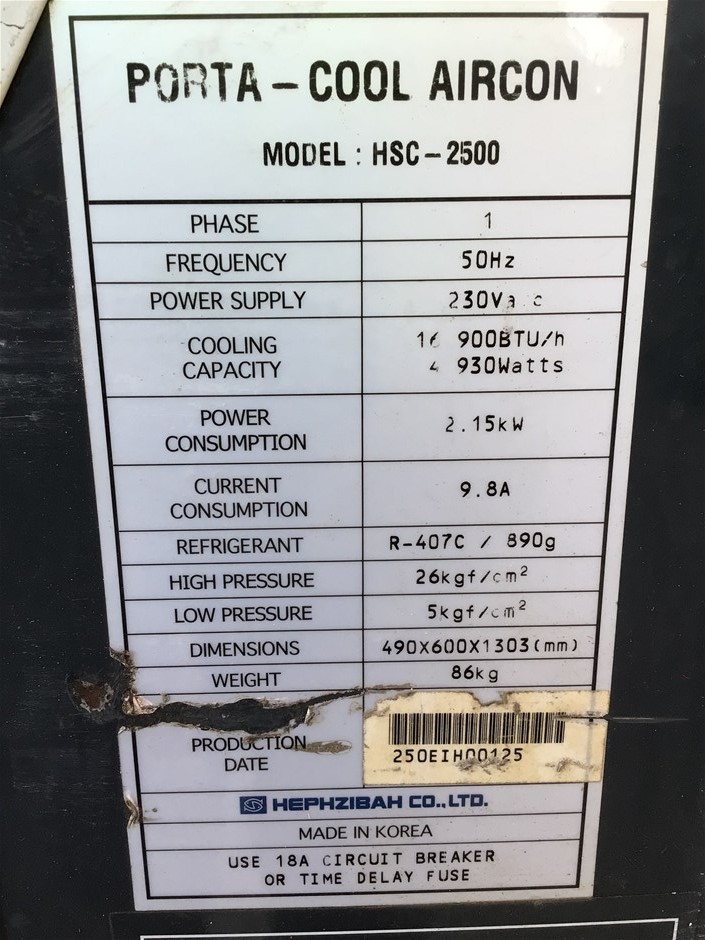 PORTA-COOL AIRCON
MODEL : HSC-2500
PHASE 1
FREQUENCY 50Hz
POWER SUPPLY 230Va.c
COOLING CAPACITY 16 900BTU/h
4 930Watts
POWER CONSUMPTION 2.15kW
CURRENT CONSUMPTION 9.8A
REFRIGERANT R-407C / 890g
HIGH PRESSURE 26kgf/cm²
LOW PRESSURE 5kgf/cm²
DIMENSIONS 490X600X1303(mm)
WEIGHT 86kg
PRODUCTION DATE 250EIH00125
HEPHZIBAH CO.,LTD.
MADE IN KOREA
USE 18A CIRCUIT BREAKER
OR TIME DELAY FUSE